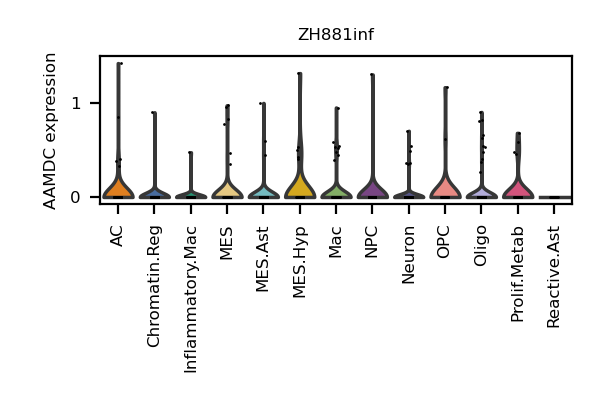 ZH881inf
AAMDC expression
1
0
AC
Chromatin.Reg
Inflammatory.Mac
MES
MES.Ast
MES.Hyp
Mac
NPC
Neuron
OPC
Oligo
Prolif.Metab
Reactive.Ast